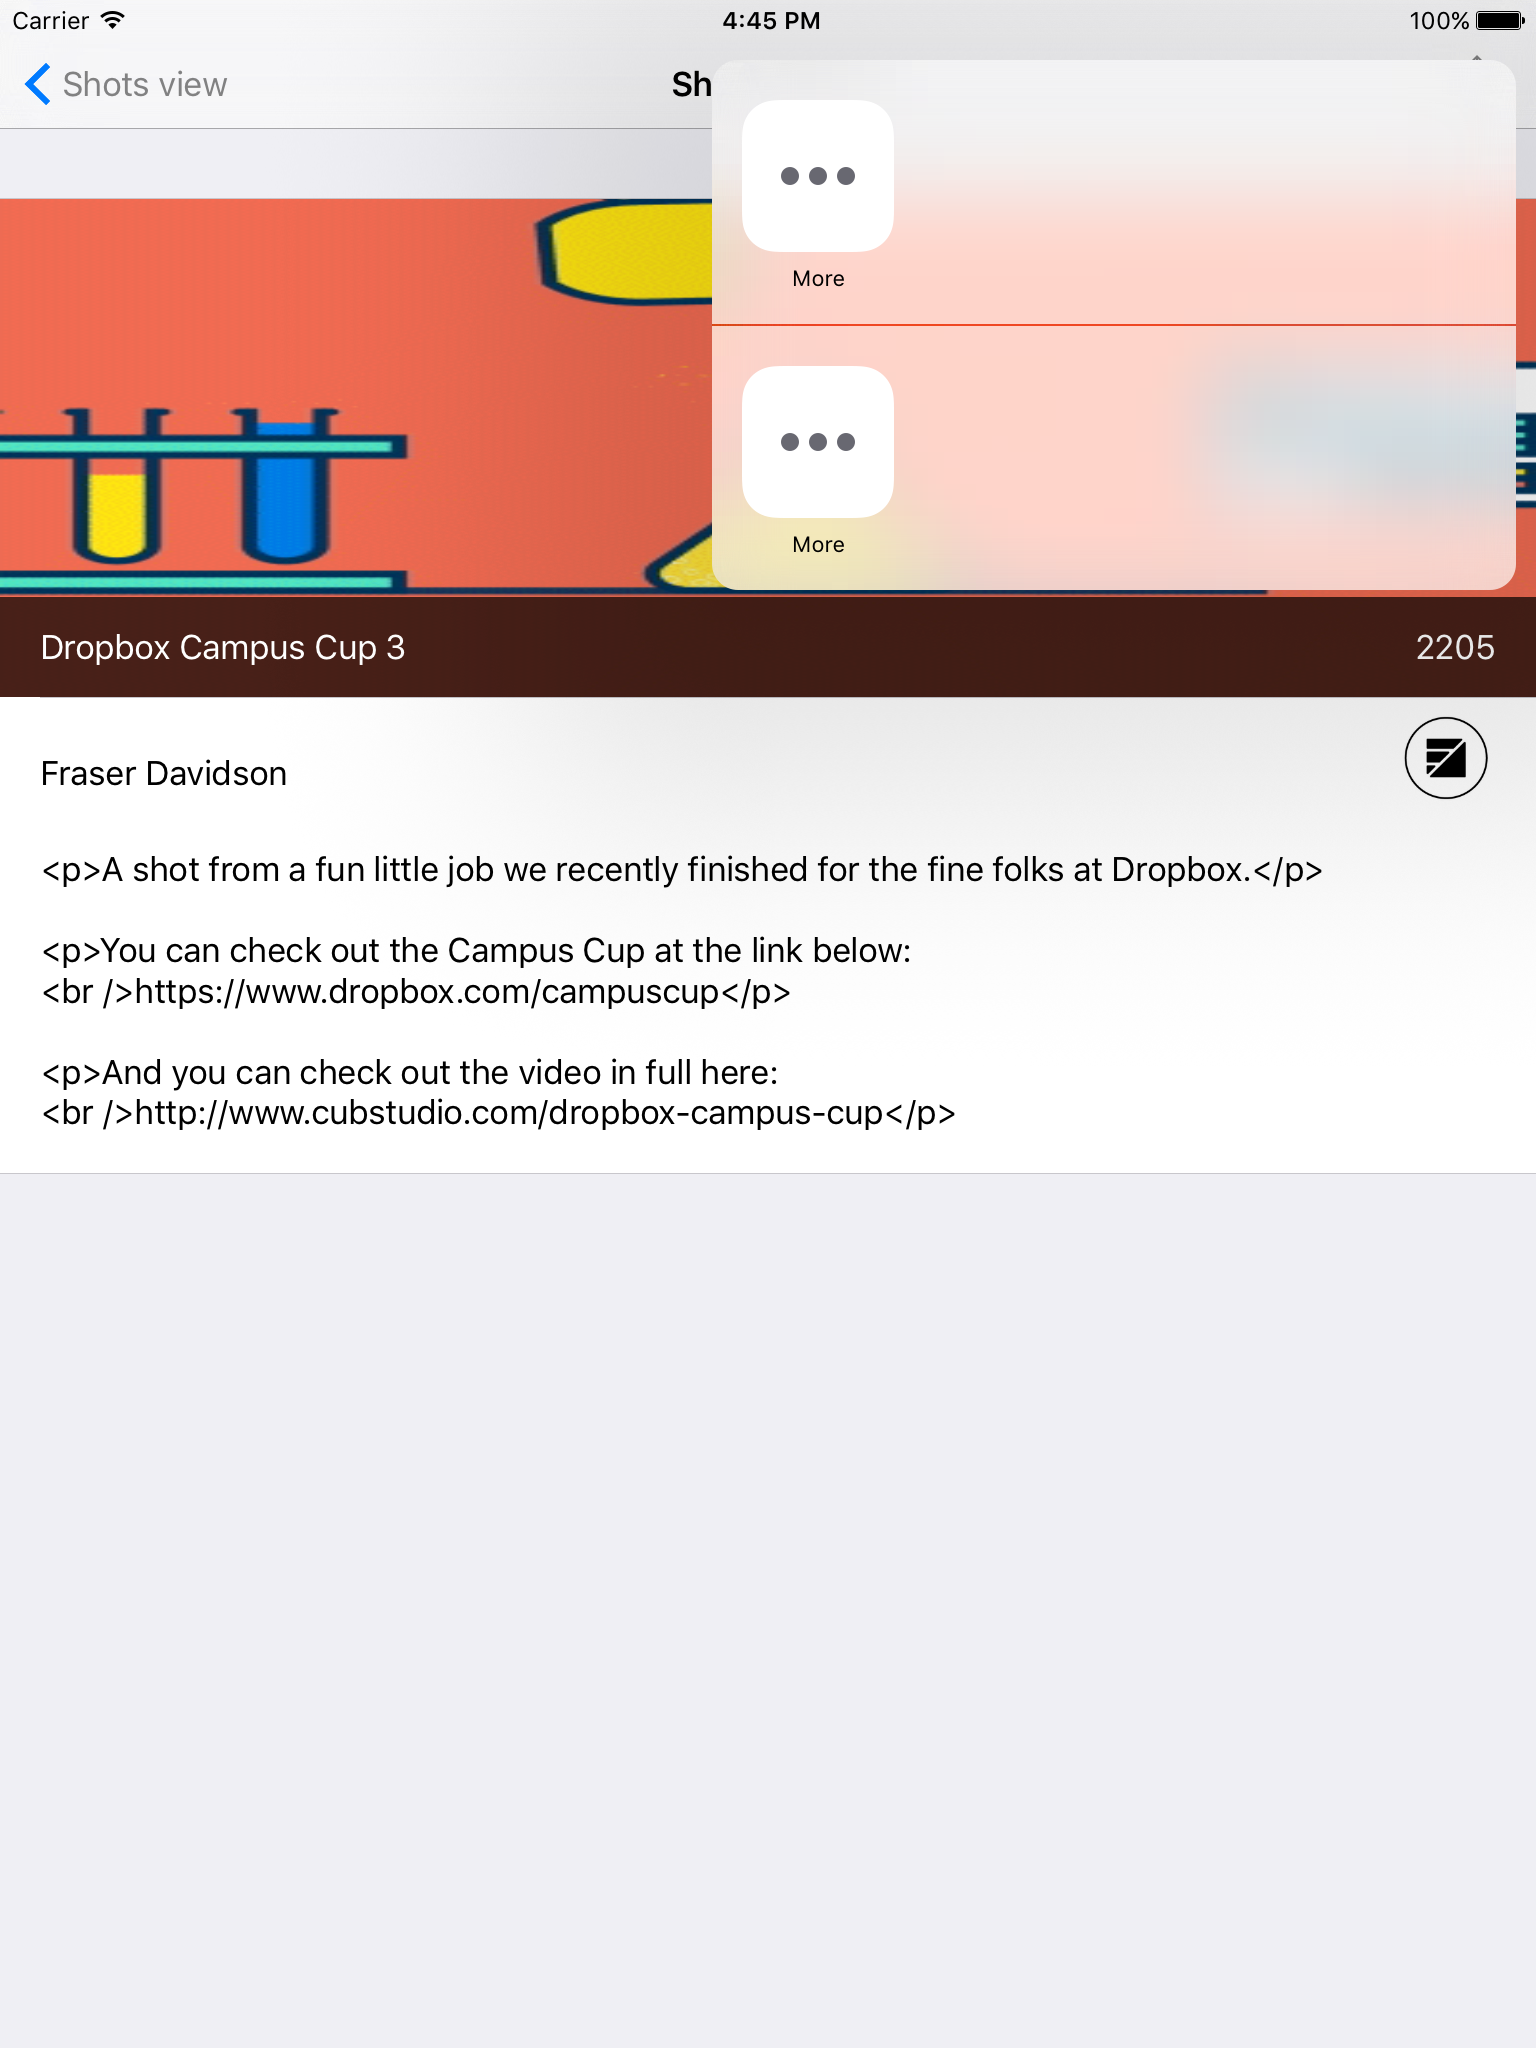 Carrier 4:45 PM 100%
Shots view Sh
More
More
Dropbox Campus Cup 3 2205
Fraser Davidson
<p>A shot from a fun little job we recently finished for the fine folks at Dropbox.</p>
<p>You can check out the Campus Cup at the link below:
<br />https://www.dropbox.com/campuscup</p>
<p>And you can check out the video in full here:
<br />http://www.cubstudio.com/dropbox-campus-cup</p>